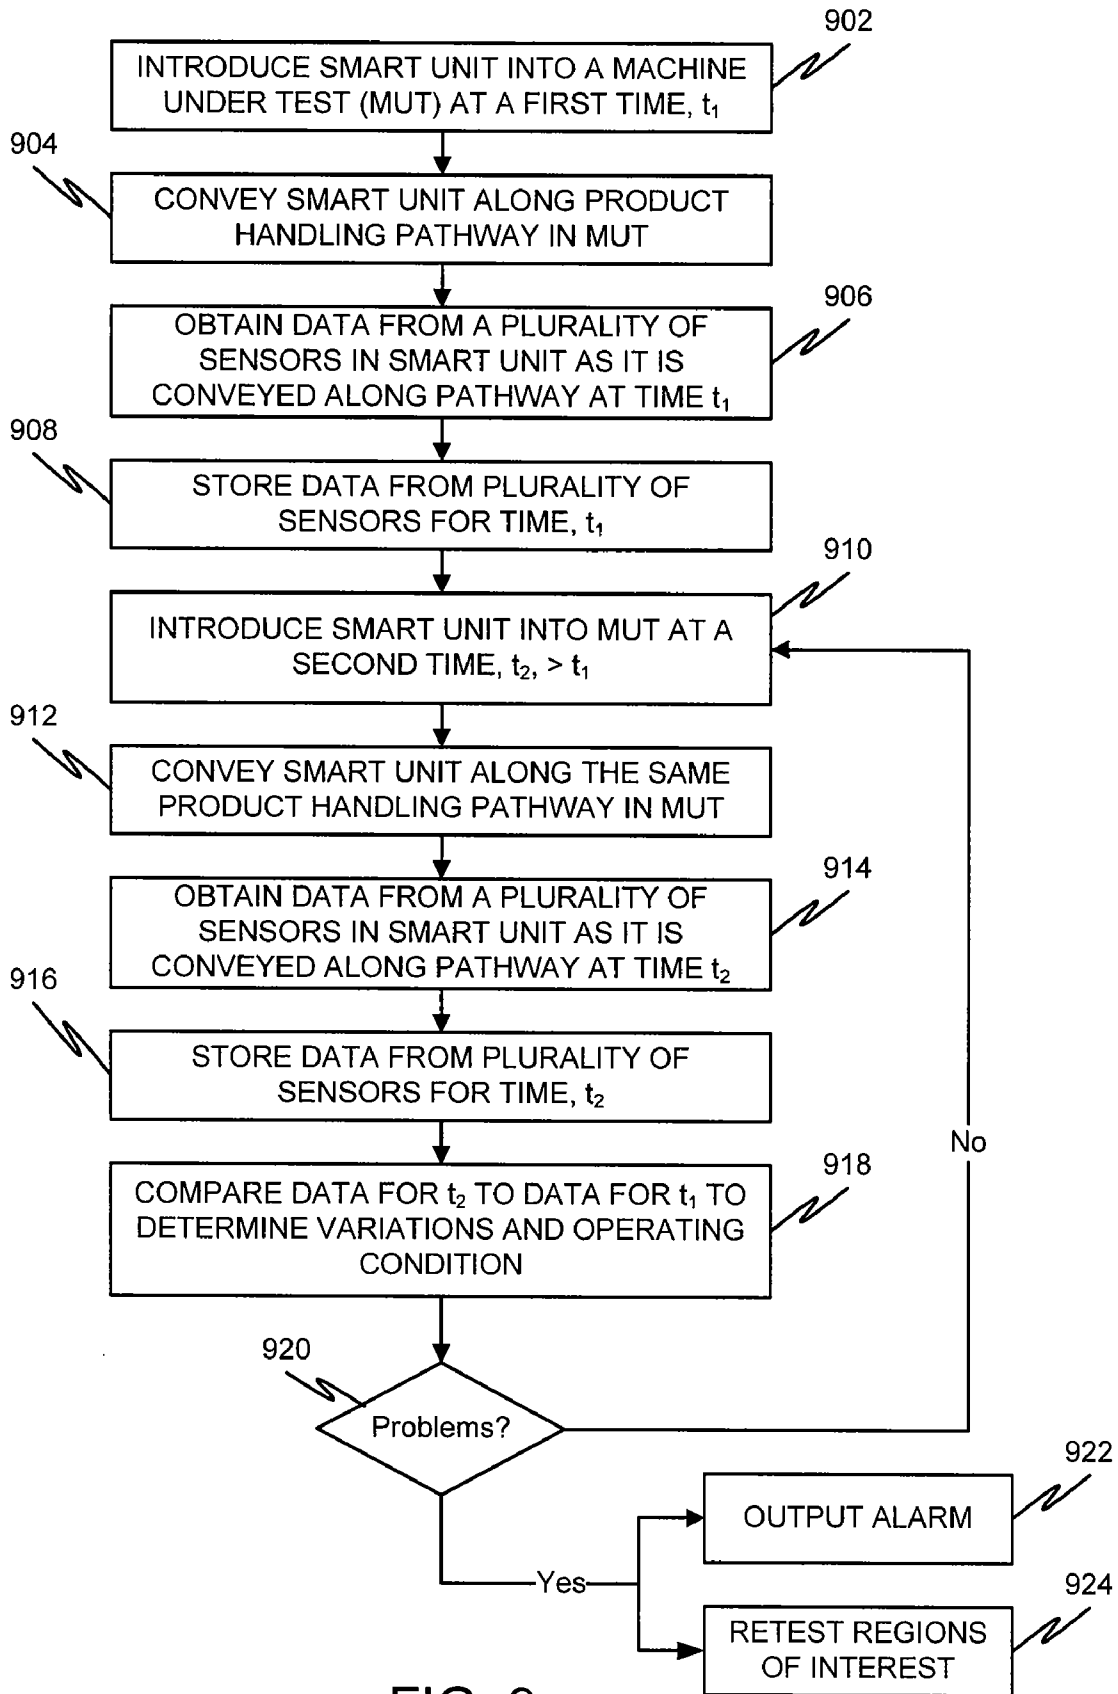 902
INTRODUCE SMART UNIT INTO A MACHINE
UNDER TEST (MUT) AT A FIRST TIME, t₁
904
CONVEY SMART UNIT ALONG PRODUCT
HANDLING PATHWAY IN MUT
906
OBTAIN DATA FROM A PLURALITY OF
SENSORS IN SMART UNIT AS IT IS
CONVEYED ALONG PATHWAY AT TIME t₁
908
STORE DATA FROM PLURALITY OF
SENSORS FOR TIME, t₁
910
INTRODUCE SMART UNIT INTO MUT AT A
SECOND TIME, t₂, > t₁
912
CONVEY SMART UNIT ALONG THE SAME
PRODUCT HANDLING PATHWAY IN MUT
914
OBTAIN DATA FROM A PLURALITY OF
SENSORS IN SMART UNIT AS IT IS
CONVEYED ALONG PATHWAY AT TIME t₂
916
STORE DATA FROM PLURALITY OF
SENSORS FOR TIME, t₂
No
918
COMPARE DATA FOR t₂ TO DATA FOR t₁ TO
DETERMINE VARIATIONS AND OPERATING
CONDITION
920
Problems?
922
OUTPUT ALARM
Yes
924
RETEST REGIONS
OF INTEREST